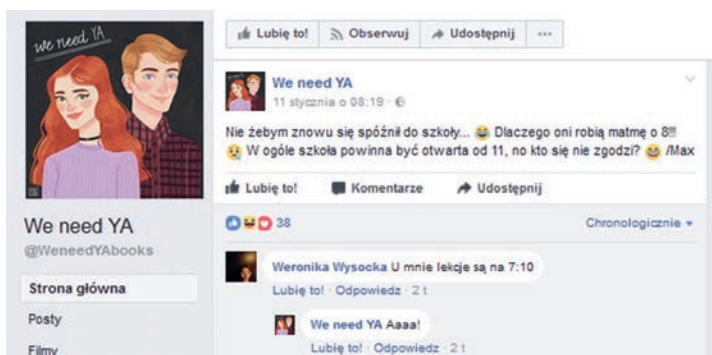 we need YA
Lubię to!
Obserwuj
Udostępnij
We need YA
11 stycznia o 08:19
Nie żebym znowu się spóźnił do szkoły... 😂 Dlaczego oni robią matmę o 8!!!
😢 W ogóle szkoła powinna być otwarta od 11, no kto się nie zgodzi? 😂 /Max
Lubię to! Komentarze Udostępnij
38 Chronologicznie
We need YA
@WeneedYAbooks
Strona główna
Posty
Filmy
Weronika Wysocka U mnie lekcje są na 7:10
Lubię to! · Odpowiedz · 2 t
We need YA Aaaa!
Lubię to! · Odpowiedz · 2 t